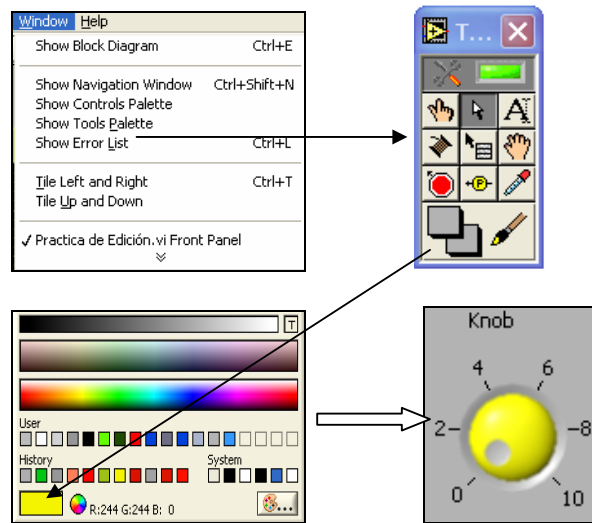 Window Help
Show Block Diagram Ctrl+E
Show Navigation Window Ctrl+Shift+N
Show Controls Palette
Show Tools Palette
Show Error List Ctrl+L
Tile Left and Right Ctrl+T
Tile Up and Down
✓ Practica de Edición.vi Front Panel
T...
A
P
T
User
History System
R:244 G:244 B: 0
...
Knob
4 6
2 8
0 10